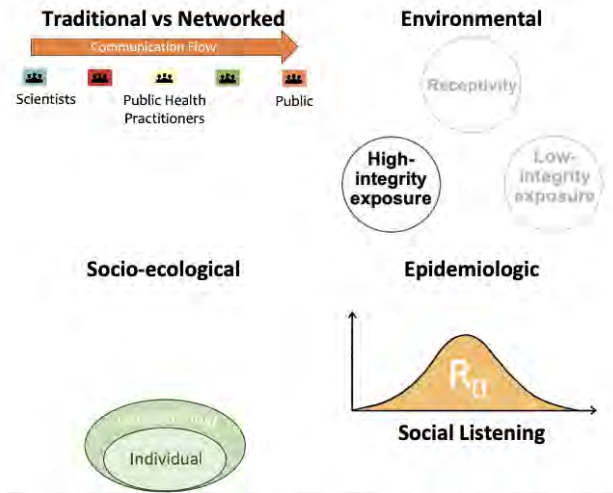 Traditional vs Networked
Communication Flow
Scientists
Public Health
Practitioners
Public
Environmental
Receptivity
High-
integrity
exposure
Low-
integrity
exposure
Socio-ecological
Individual
Epidemiologic
R₀
Social Listening